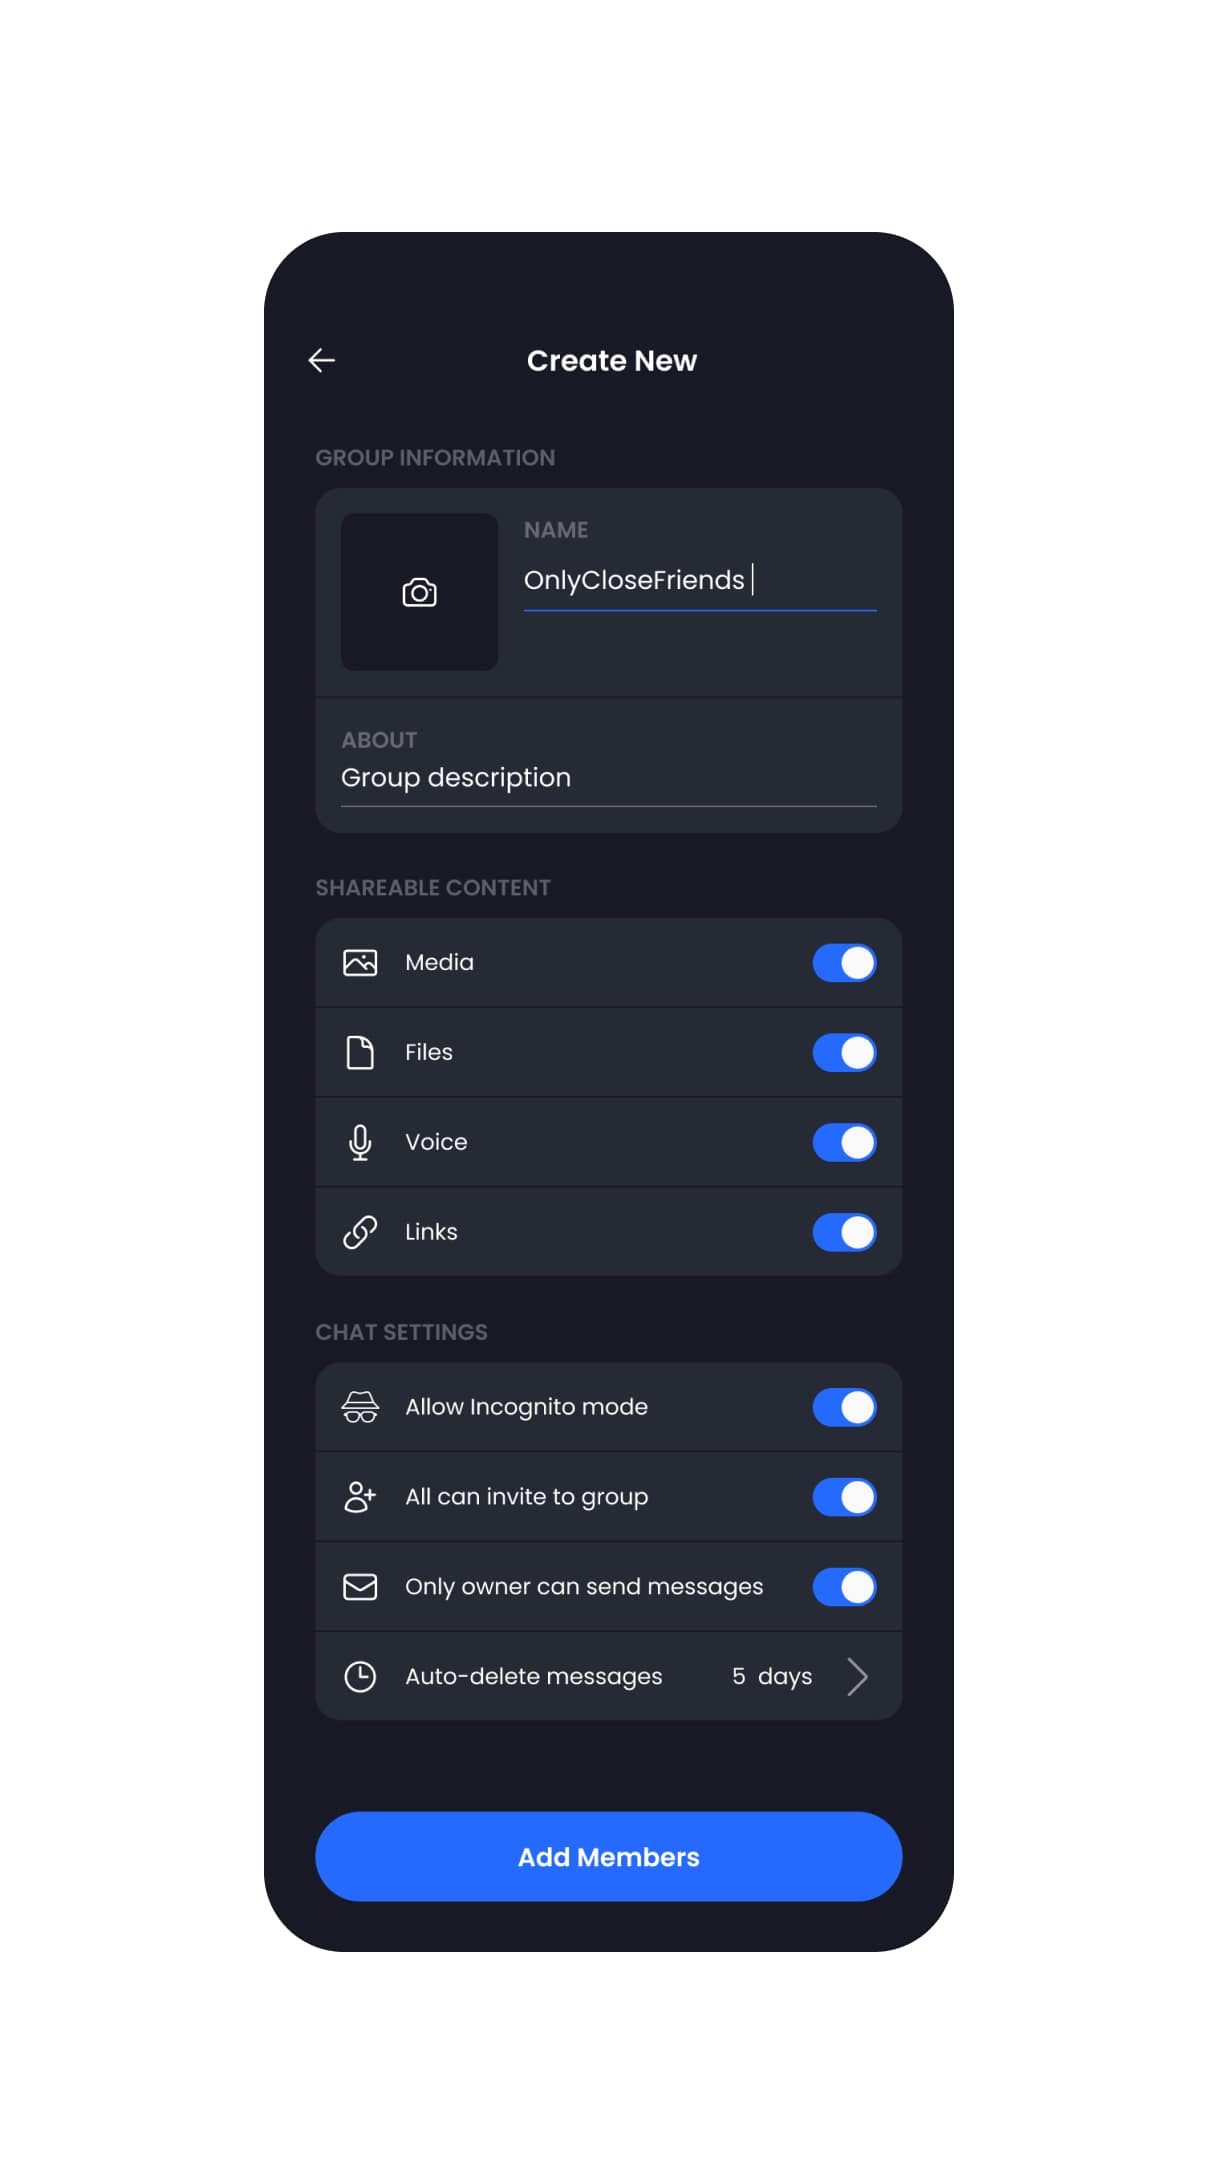 Create New
GROUP INFORMATION
NAME
OnlyCloseFriends
ABOUT
Group description
SHAREABLE CONTENT
Media
Files
Voice
Links
CHAT SETTINGS
Allow Incognito mode
All can invite to group
Only owner can send messages
Auto-delete messages 5 days
Add Members